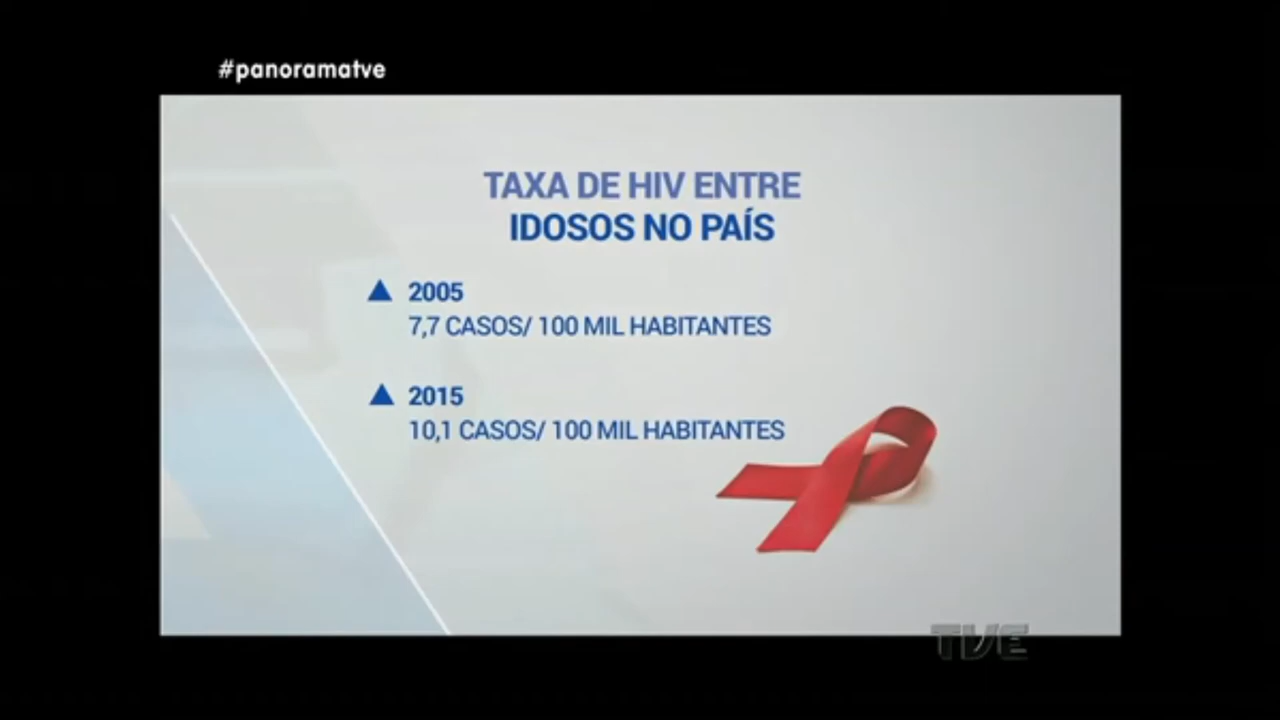 #panoramatve
TAXA DE HIV ENTRE
IDOSOS NO PAÍS
2005
7,7 CASOS/ 100 MIL HABITANTES
2015
10,1 CASOS/ 100 MIL HABITANTES
TVE